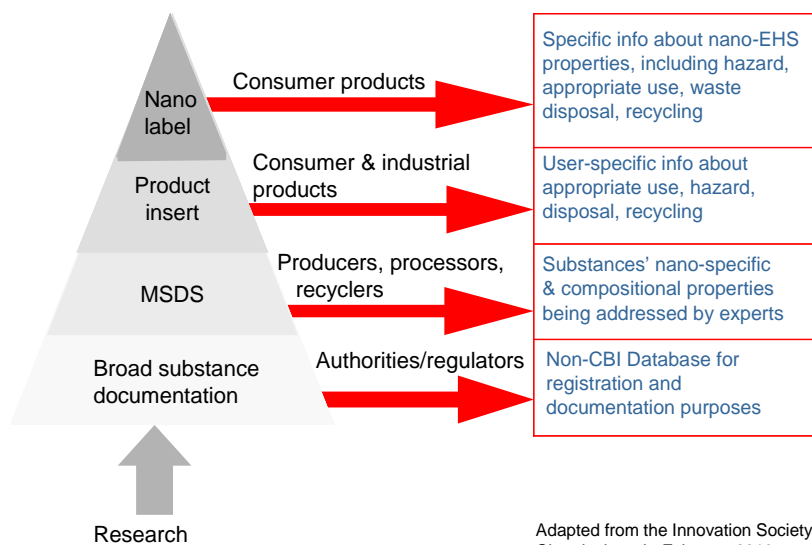 Nano
label
Consumer products
Specific info about nano-EHS
properties, including hazard,
appropriate use, waste
disposal, recycling
Product
insert
Consumer & industrial
products
User-specific info about
appropriate use, hazard,
disposal, recycling
MSDS
Producers, processors,
recyclers
Substances’ nano-specific
& compositional properties
being addressed by experts
Broad substance
documentation
Authorities/regulators
Non-CBI Database for
registration and
documentation purposes
Research
Adapted from the Innovation Society